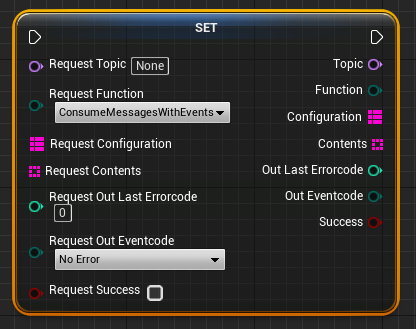 SET
Request Topic None
Topic
Request Function
ConsumeMessagesWithEvents
Function
Request Configuration
Configuration
Request Contents
Contents
Request Out Last Errorcode
0
Out Last Errorcode
Request Out Eventcode
No Error
Out Eventcode
Request Success
Success